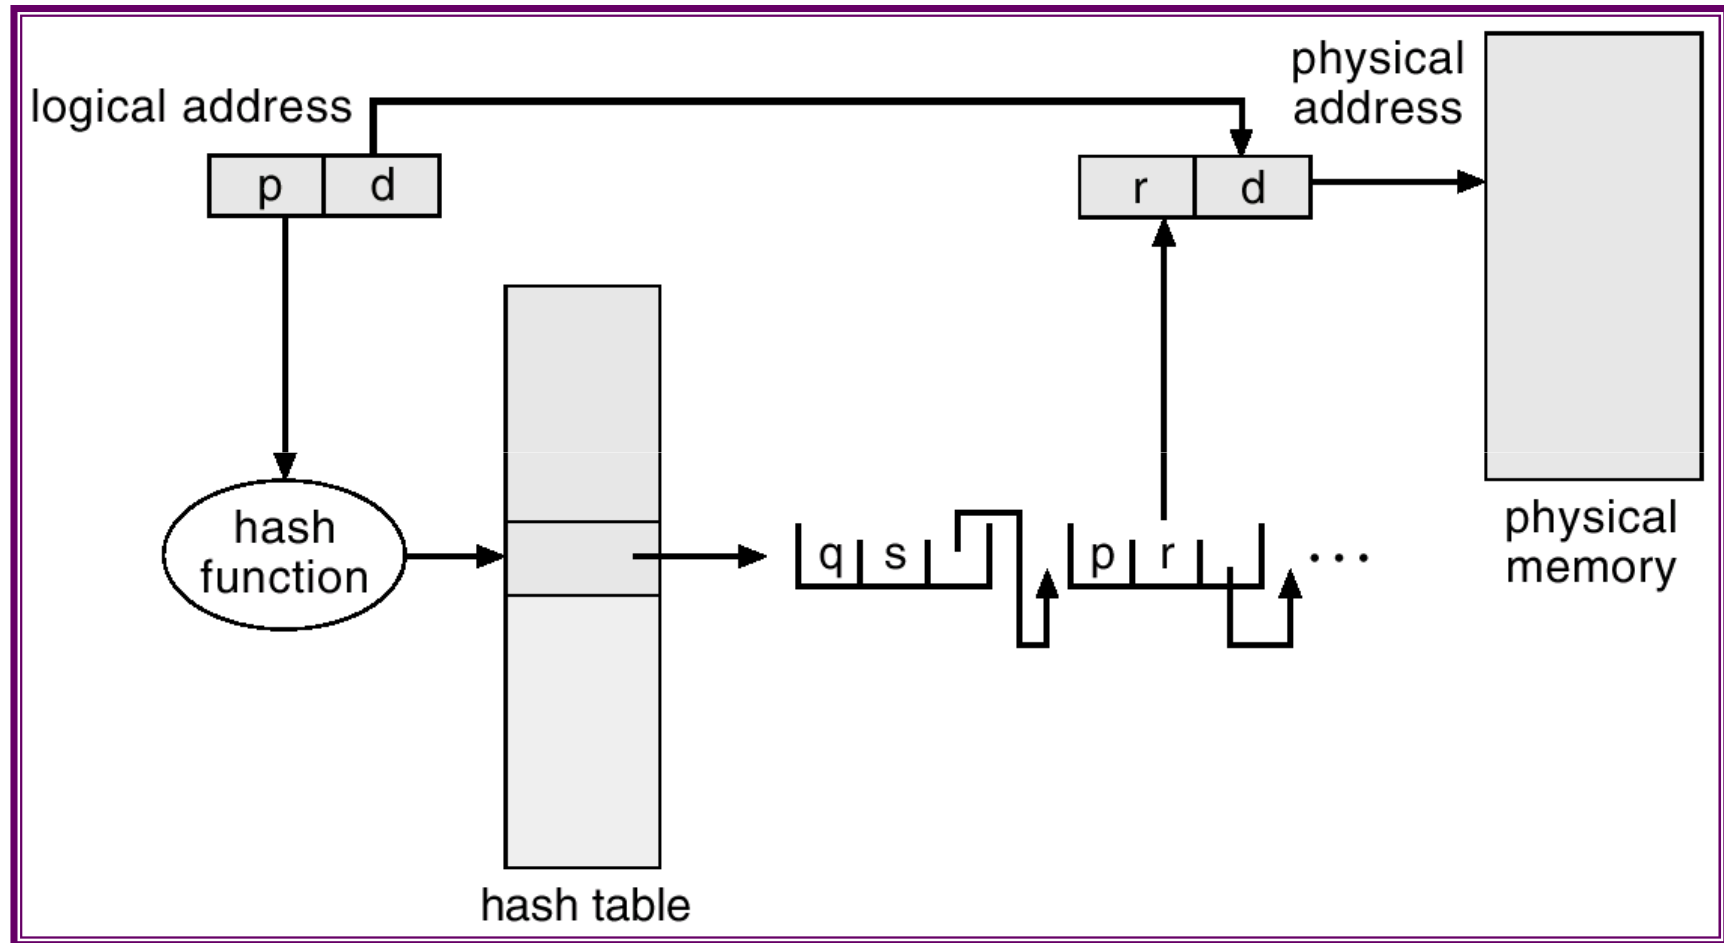 logical address
p d
physical
address
r d
hash
function
q s
p r
...
physical
memory
hash table